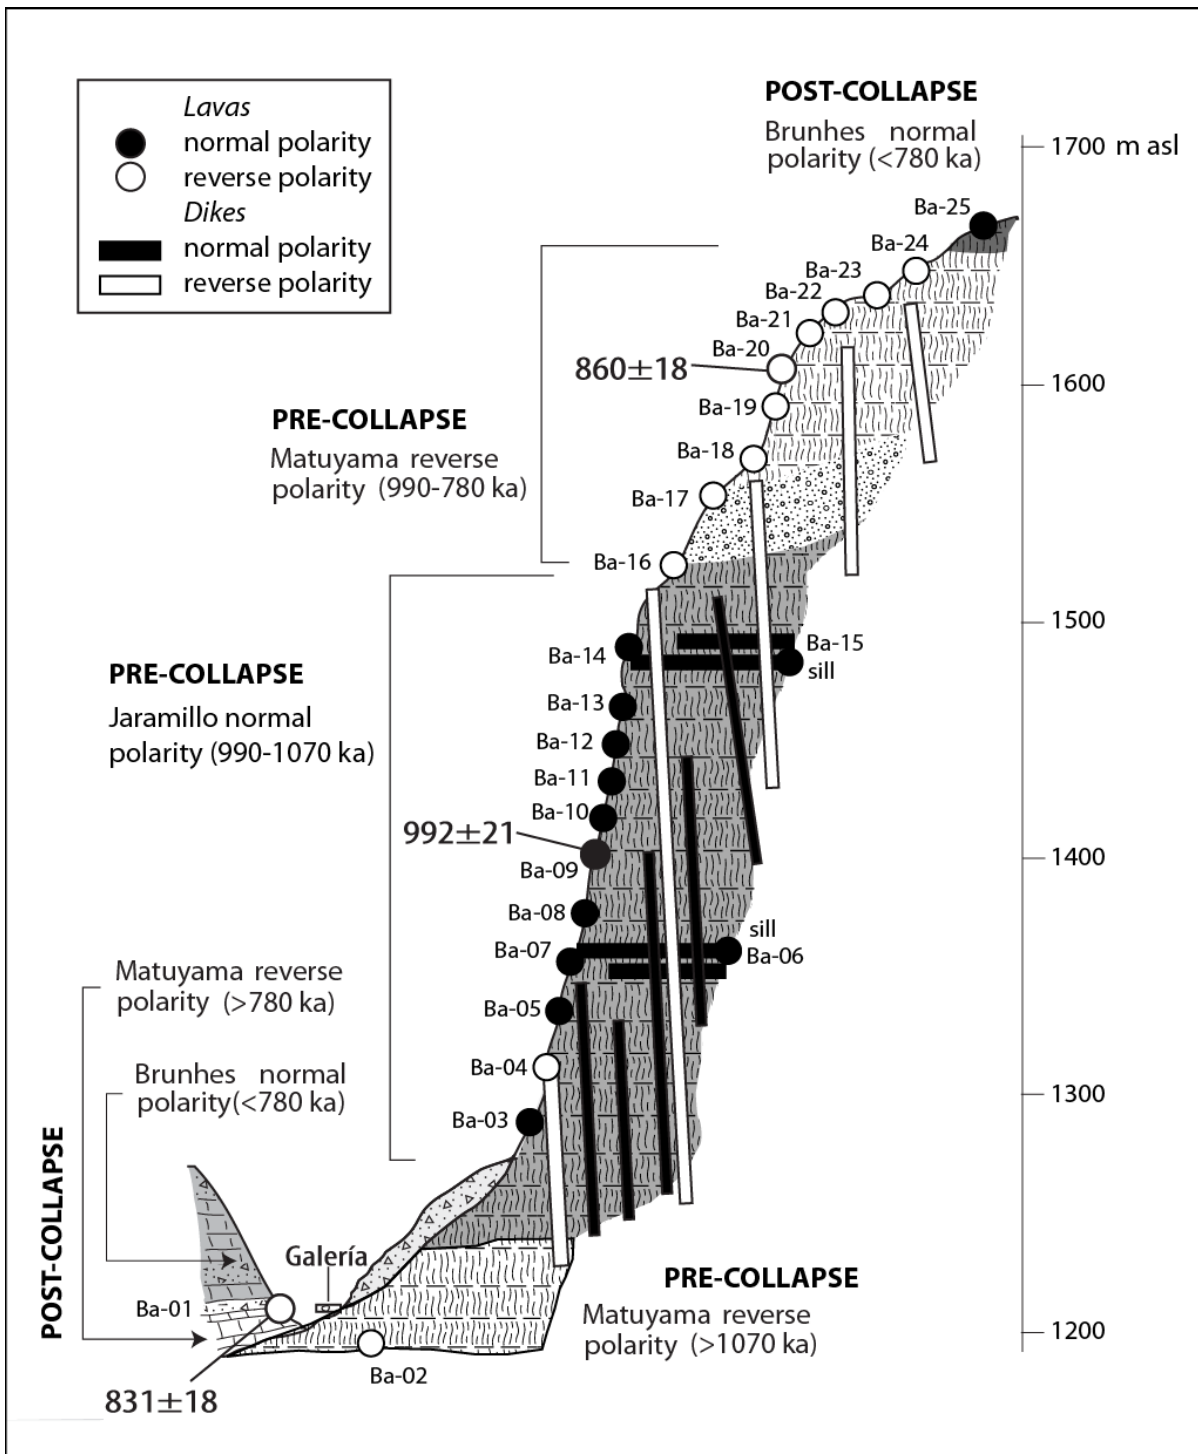 Lavas
normal polarity
reverse polarity
Dikes
normal polarity
reverse polarity
POST-COLLAPSE
Brunhes normal
polarity (<780 ka)
1700 m asl
Ba-25
Ba-24
Ba-23
Ba-22
Ba-21
Ba-20
860±18
1600
Ba-19
PRE-COLLAPSE
Matuyama reverse
polarity (990-780 ka)
Ba-18
Ba-17
Ba-16
1500
Ba-15
sill
Ba-14
PRE-COLLAPSE
Jaramillo normal
polarity (990-1070 ka)
Ba-13
Ba-12
Ba-11
Ba-10
992±21
1400
Ba-09
Ba-08
sill
Ba-06
Ba-07
Matuyama reverse
polarity (>780 ka)
Ba-05
Ba-04
Brunhes normal
polarity(<780 ka)
1300
Ba-03
POST-COLLAPSE
Galería
Ba-01
PRE-COLLAPSE
Matuyama reverse
polarity (>1070 ka)
1200
Ba-02
831±18